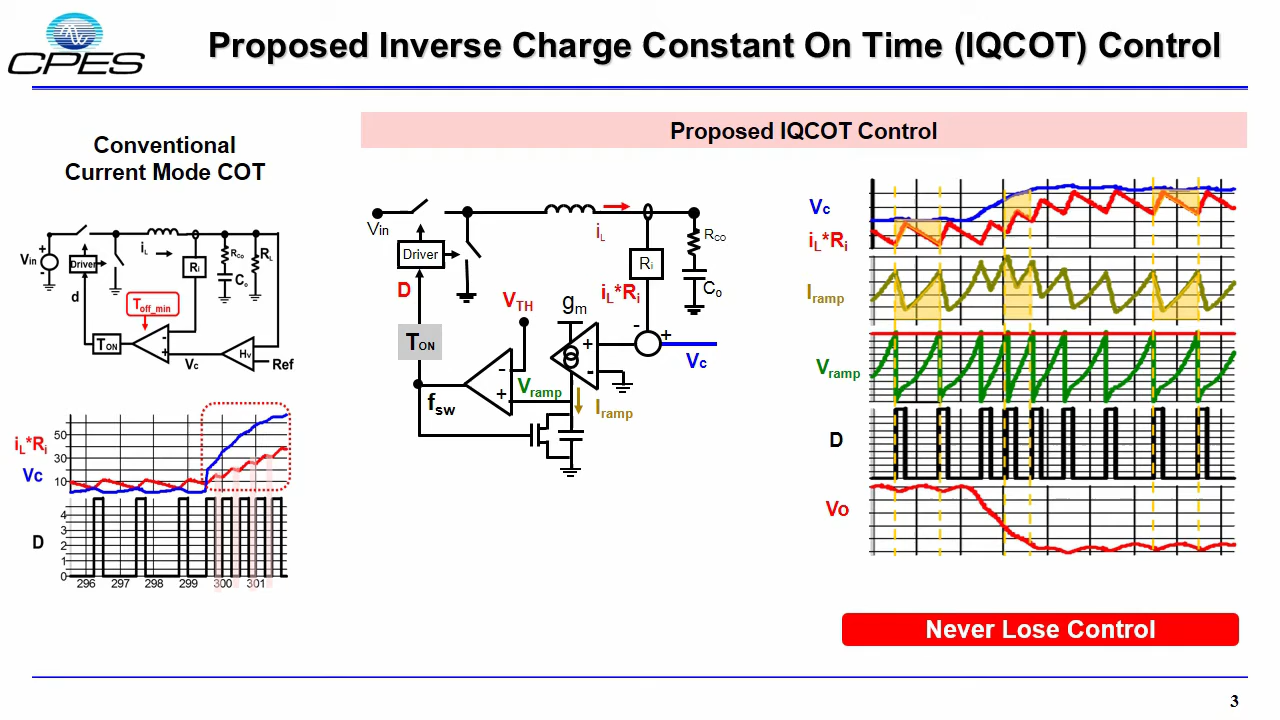 CPES
Proposed Inverse Charge Constant On Time (IQCOT) Control
Conventional
Current Mode COT
Vin
+
-
iL
Driver
d
Ri
RCo
RL
Co
Toff_min
TON
-
+
Vc
Hv
Ref
iL*Ri
Vc
50
30
10
D
4
3
2
1
0
296 297 298 299 300 301
Proposed IQCOT Control
Vin
Driver
D
TON
fsw
iL
Ri
RCO
Co
iL*Ri
VTH
gm
-
+
Vc
+
-
-
+
Vramp
Iramp
Vc
iL*Ri
Iramp
Vramp
D
Vo
Never Lose Control
3